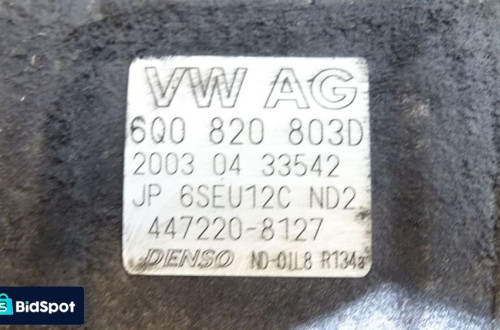 VW AG
6Q0 820 803D
2003 04 33542
JP 6SEU12C ND2
447220-8127
DENSO ND-OIL8 R134a
S BidSpot